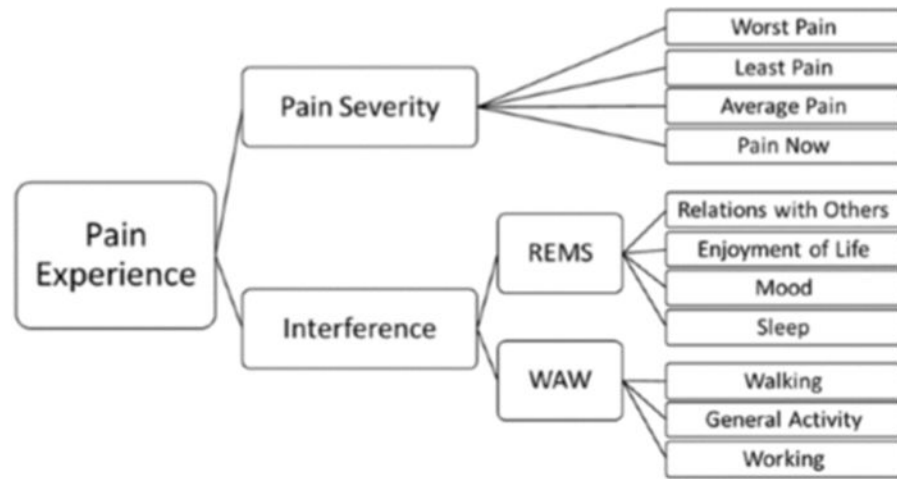 Pain
Experience
Pain Severity
Interference
REMS
WAW
Worst Pain
Least Pain
Average Pain
Pain Now
Relations with Others
Enjoyment of Life
Mood
Sleep
Walking
General Activity
Working